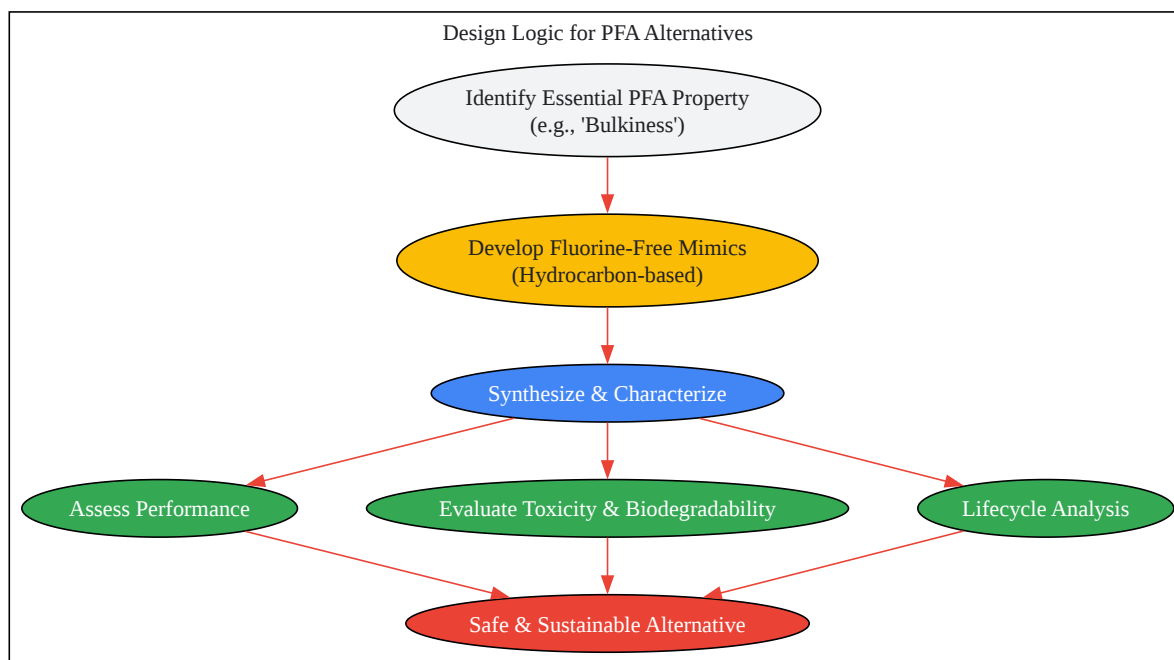 Design Logic for PFA Alternatives
Identify Essential PFA Property
(e.g., 'Bulkiness')
Develop Fluorine-Free Mimics
(Hydrocarbon-based)
Synthesize & Characterize
Assess Performance
Evaluate Toxicity & Biodegradability
Lifecycle Analysis
Safe & Sustainable Alternative